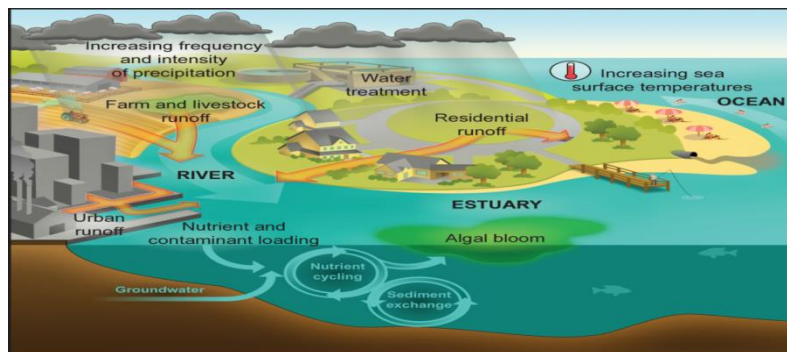 Increasing frequency
and intensity
of precipitation
Water
treatment
Increasing sea
surface temperatures
OCEAN
Farm and livestock
runoff
Residential
runoff
RIVER
ESTUARY
Urban
runoff
Nutrient and
contaminant loading
Algal bloom
Nutrient
cycling
Groundwater
Sediment
exchange